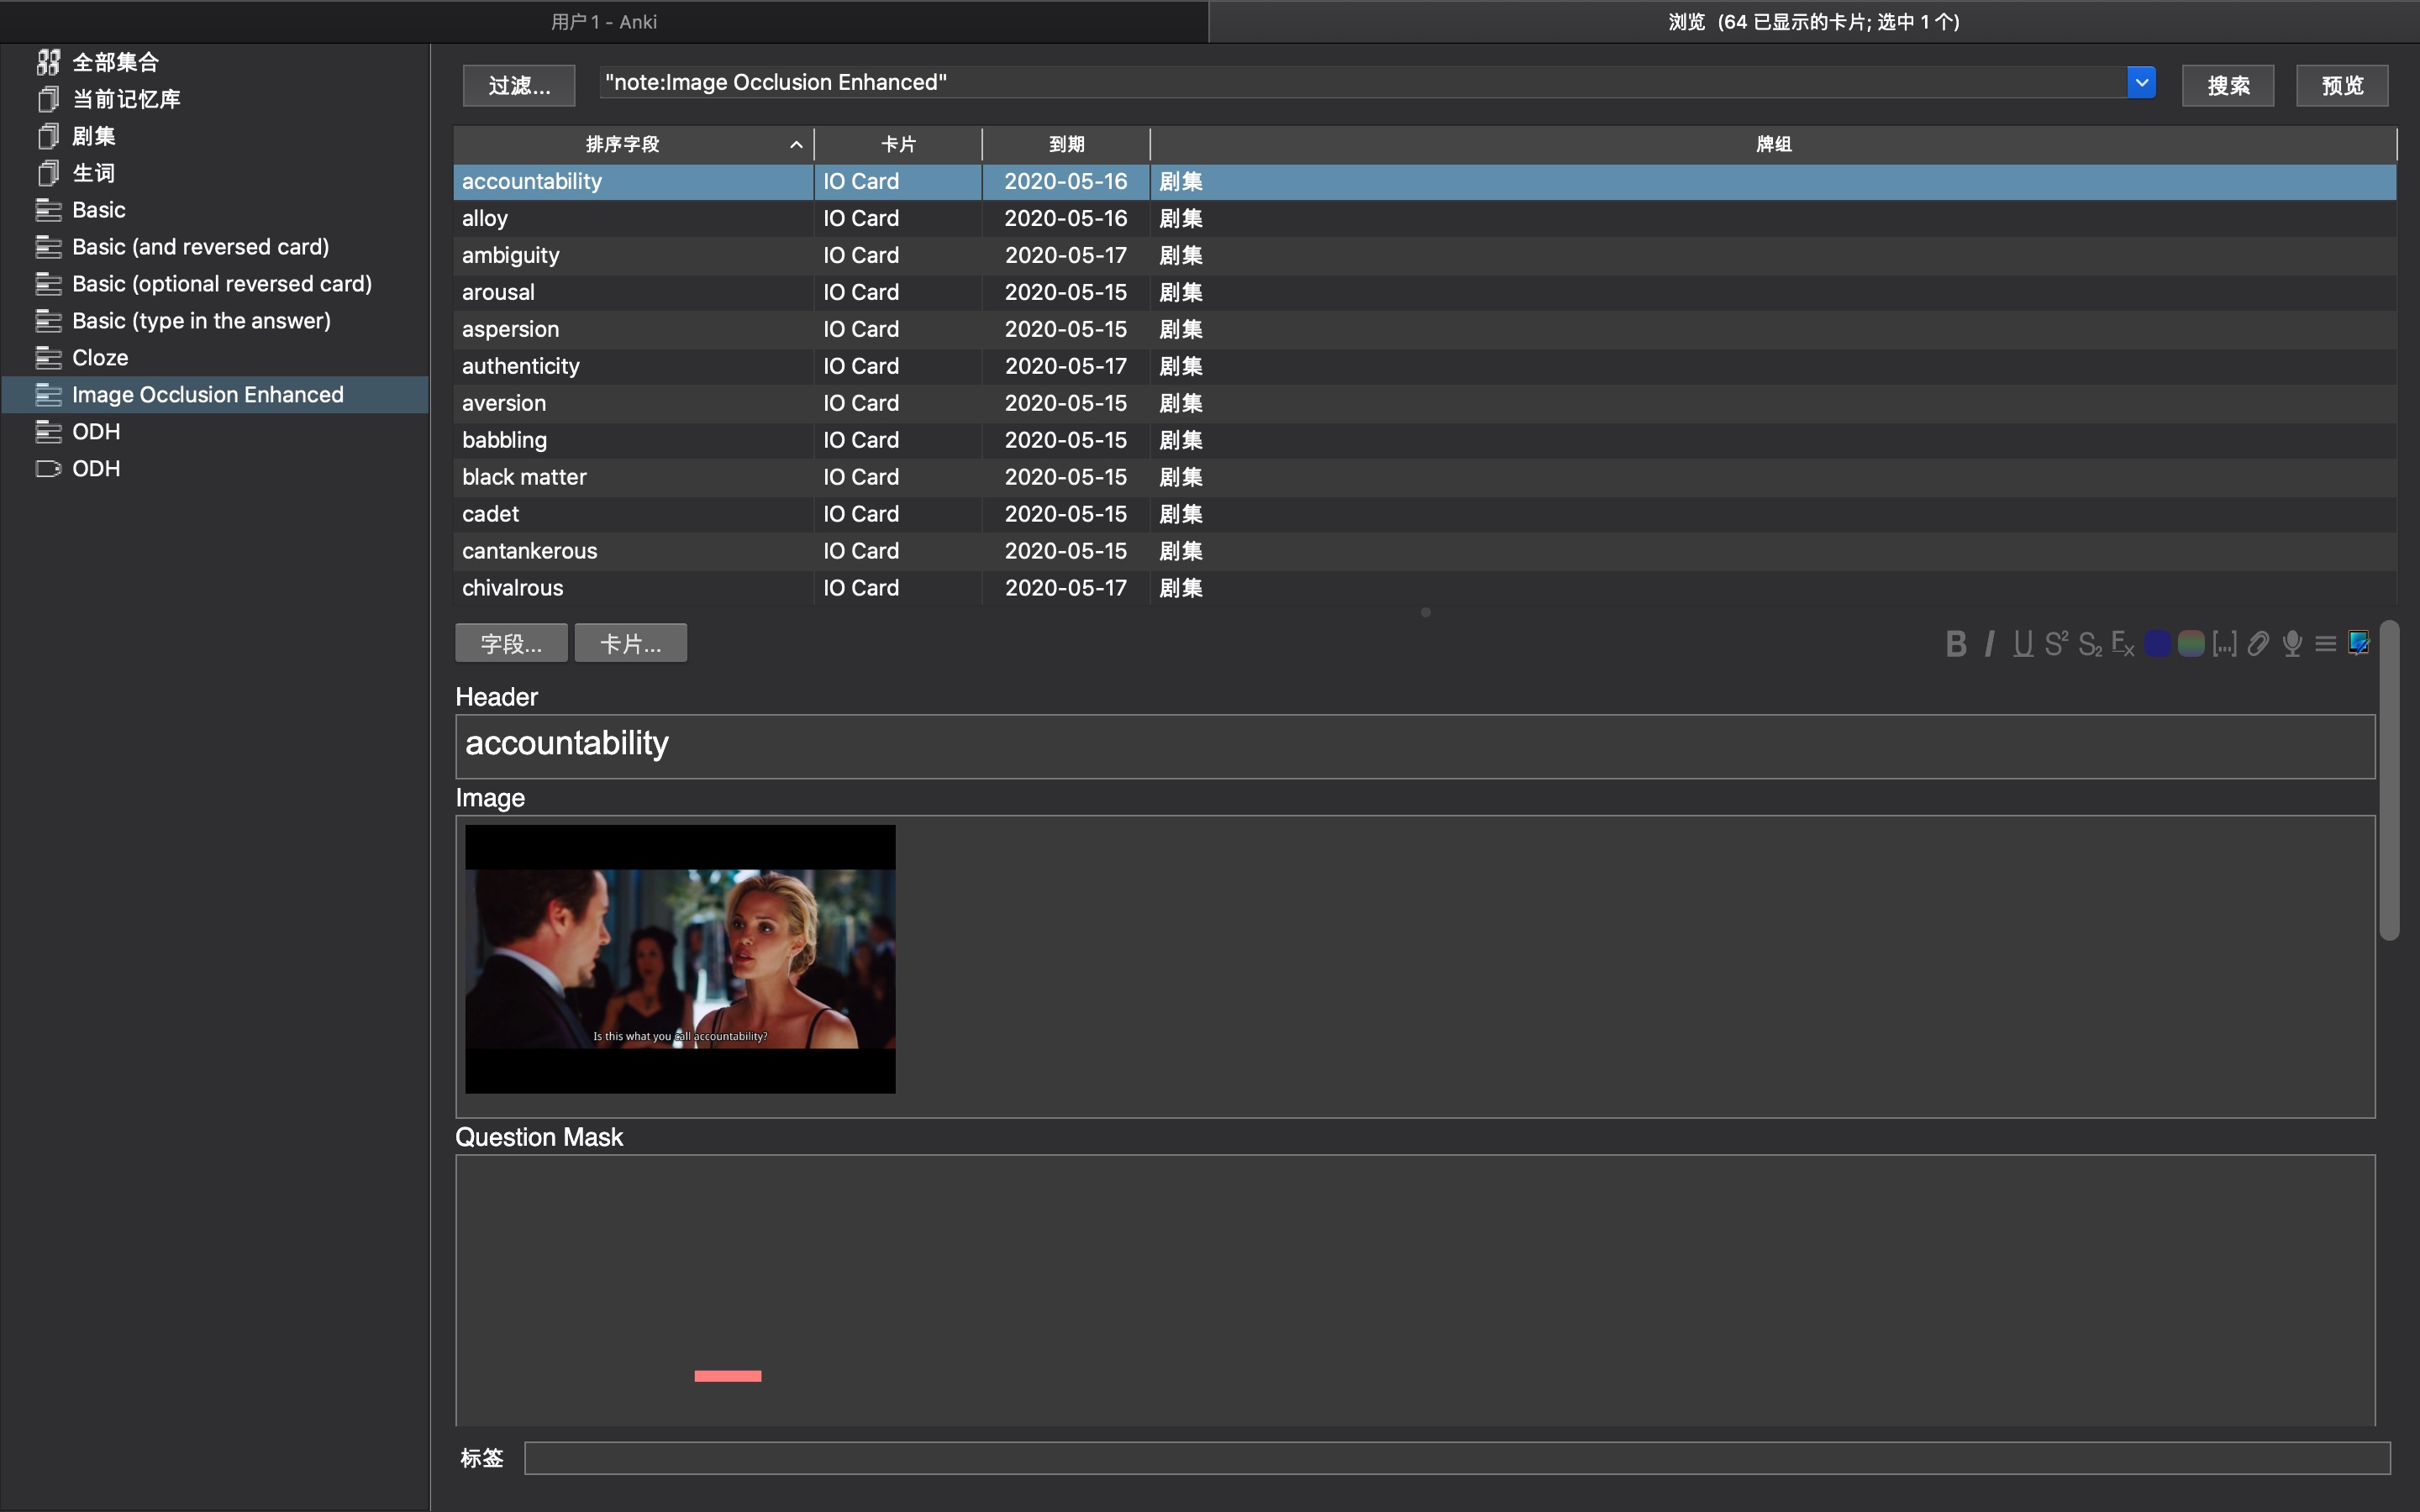 用户1 - Anki
浏览 (64 已显示的卡片; 选中 1 个)
全部集合
当前记忆库
剧集
生词
Basic
Basic (and reversed card)
Basic (optional reversed card)
Basic (type in the answer)
Cloze
Image Occlusion Enhanced
ODH
ODH
过滤... "note:Image Occlusion Enhanced" 搜索 预览
排序字段 卡片 到期 牌组
accountability IO Card 2020-05-16 剧集
alloy IO Card 2020-05-16 剧集
ambiguity IO Card 2020-05-17 剧集
arousal IO Card 2020-05-15 剧集
aspersion IO Card 2020-05-15 剧集
authenticity IO Card 2020-05-17 剧集
aversion IO Card 2020-05-15 剧集
babbling IO Card 2020-05-15 剧集
black matter IO Card 2020-05-15 剧集
cadet IO Card 2020-05-15 剧集
cantankerous IO Card 2020-05-15 剧集
chivalrous IO Card 2020-05-17 剧集
字段... 卡片... B I U S² S₂ Fx [...]
Header
accountability
Image
Is this what you call accountability?
Question Mask
标签